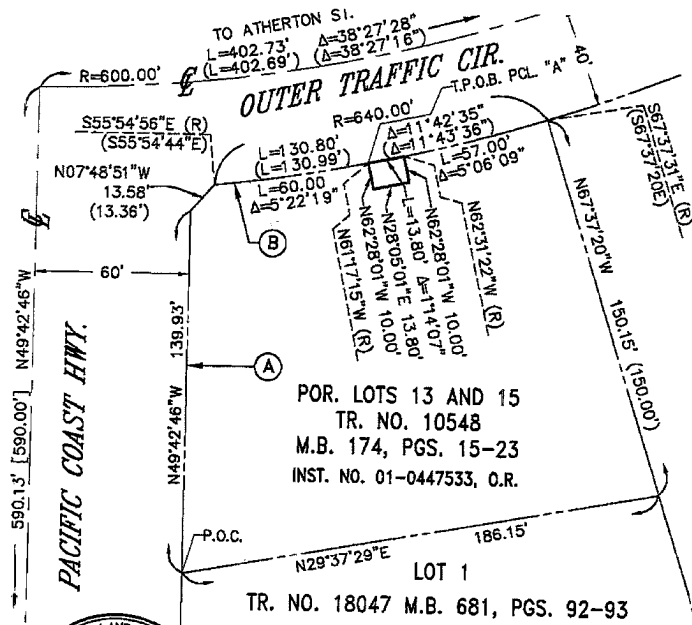 TO ATHERTON ST.
L=402.73' Δ=38°27'28"
(L=402.69') (Δ=38°27'16")
R=600.00'
℄
OUTER TRAFFIC CIR.
40'
T.P.O.B. PCL. "A"
R=640.00'
S55°54'56"E (R)
(S55°54'44"E)
L=130.80'
(L=130.99')
Δ=11°42'35"
(Δ=11°43'36")
L=60.00
Δ=5°22'19"
L=57.00'
Δ=5°06'09"
S67°37'31"E (R)
(S67°37'20E)
N07°48'51"W
13.58'
(13.36')
℄
B
60'
N61°17'15"W (R)
N62°28'01"W 10.00'
N28°05'01"E 13.80'
L=13.80' Δ=1°14'07"
N62°28'01"W 10.00'
N62°31'22"W (R)
N67°37'20"W 150.15' (150.00')
N49°42'46"W
590.13' [590.00']
PACIFIC COAST HWY.
N49°42'46"W 139.93'
A
POR. LOTS 13 AND 15
TR. NO. 10548
M.B. 174, PGS. 15-23
INST. NO. 01-0447533, O.R.
P.O.C.
N29°37'29"E 186.15'
LOT 1
TR. NO. 18047 M.B. 681, PGS. 92-93
LAND